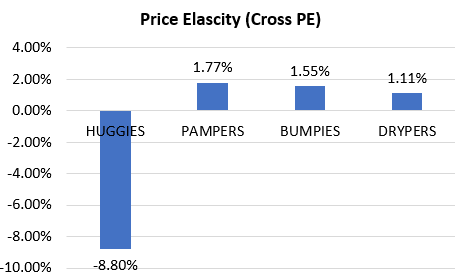 Price Elascity (Cross PE)
4.00%
2.00%
0.00%
-2.00%
-4.00%
-6.00%
-8.00%
-10.00%
1.77%
1.55%
1.11%
HUGGIES
PAMPERS
BUMPIES
DRYPERS
-8.80%